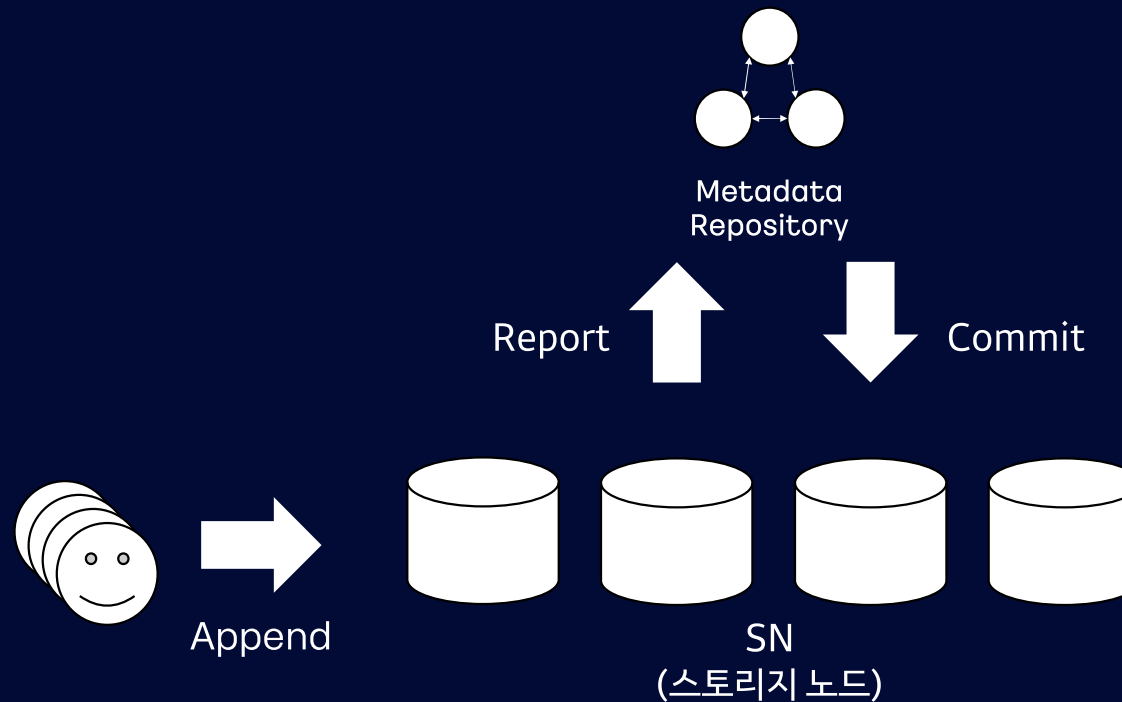 Metadata
Repository
Report
Commit
Append
SN
(스토리지 노드)